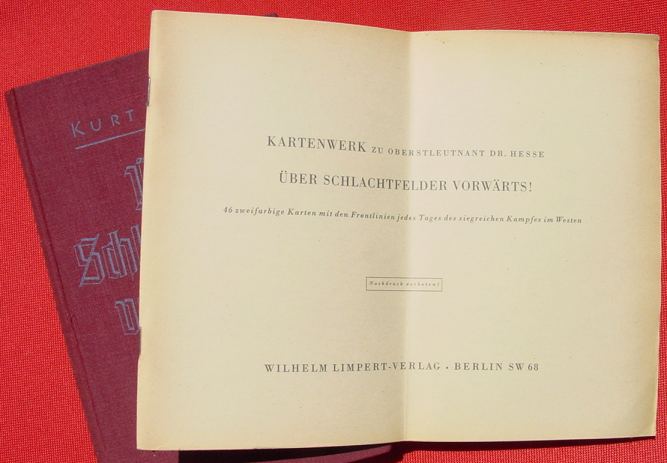 KURT
Schl
KARTENWERK ZU OBERSTLEUTNANT DR. HESSE
ÜBER SCHLACHTFELDER VORWÄRTS!
46 zweifarbige Karten mit den Frontlinien jedes Tages des siegreichen Kampfes im Westen
Nachdruck verboten!
WILHELM LIMPERT-VERLAG • BERLIN SW 68